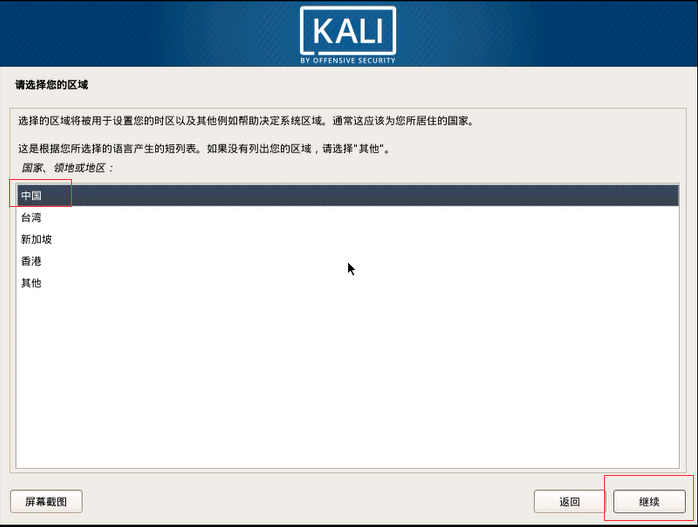 KALI
BY OFFENSIVE SECURITY
请选择您的区域
选择的区域将被用于设置您的时区以及其他例如帮助决定系统区域。通常这应该为您所居住的国家。
这是根据您所选择的语言产生的短列表。如果没有列出您的区域，请选择"其他"。
国家、领地或地区：
中国
台湾
新加坡
香港
其他
屏幕截图
返回
继续